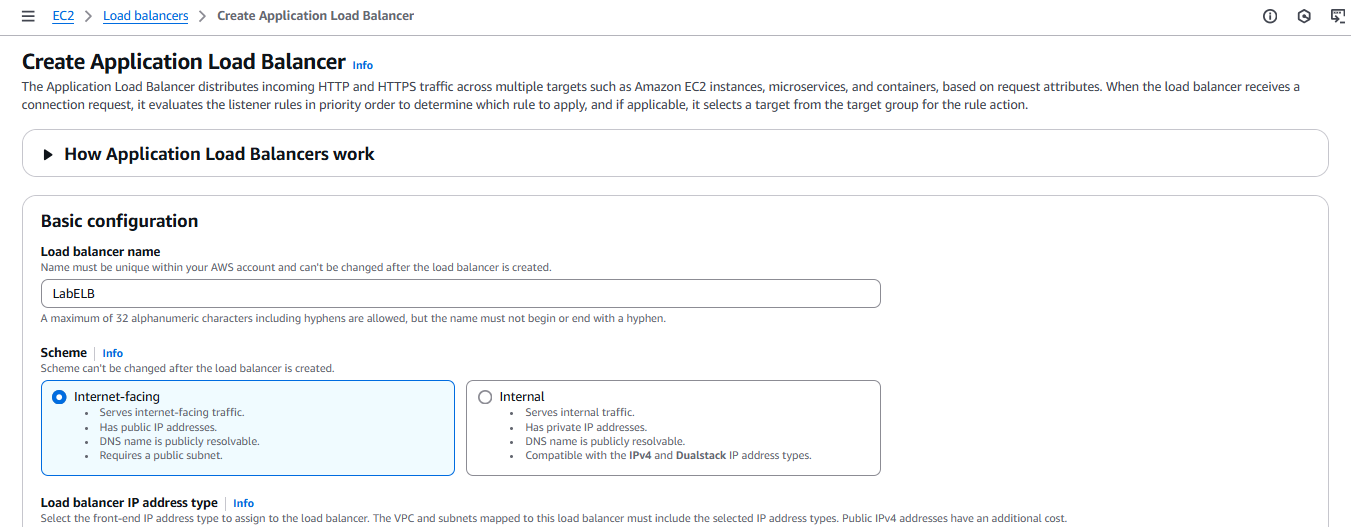 EC2 > Load balancers > Create Application Load Balancer
Create Application Load Balancer Info
The Application Load Balancer distributes incoming HTTP and HTTPS traffic across multiple targets such as Amazon EC2 instances, microservices, and containers, based on request attributes. When the load balancer receives a
connection request, it evaluates the listener rules in priority order to determine which rule to apply, and if applicable, it selects a target from the target group for the rule action.
How Application Load Balancers work
Basic configuration
Load balancer name
Name must be unique within your AWS account and can't be changed after the load balancer is created.
LabELB
A maximum of 32 alphanumeric characters including hyphens are allowed, but the name must not begin or end with a hyphen.
Scheme Info
Scheme can't be changed after the load balancer is created.
Internet-facing
• Serves internet-facing traffic.
• Has public IP addresses.
• DNS name is publicly resolvable.
• Requires a public subnet.
Internal
• Serves internal traffic.
• Has private IP addresses.
• DNS name is publicly resolvable.
• Compatible with the IPv4 and Dualstack IP address types.
Load balancer IP address type Info
Select the front-end IP address type to assign to the load balancer. The VPC and subnets mapped to this load balancer must include the selected IP address types. Public IPv4 addresses have an additional cost.